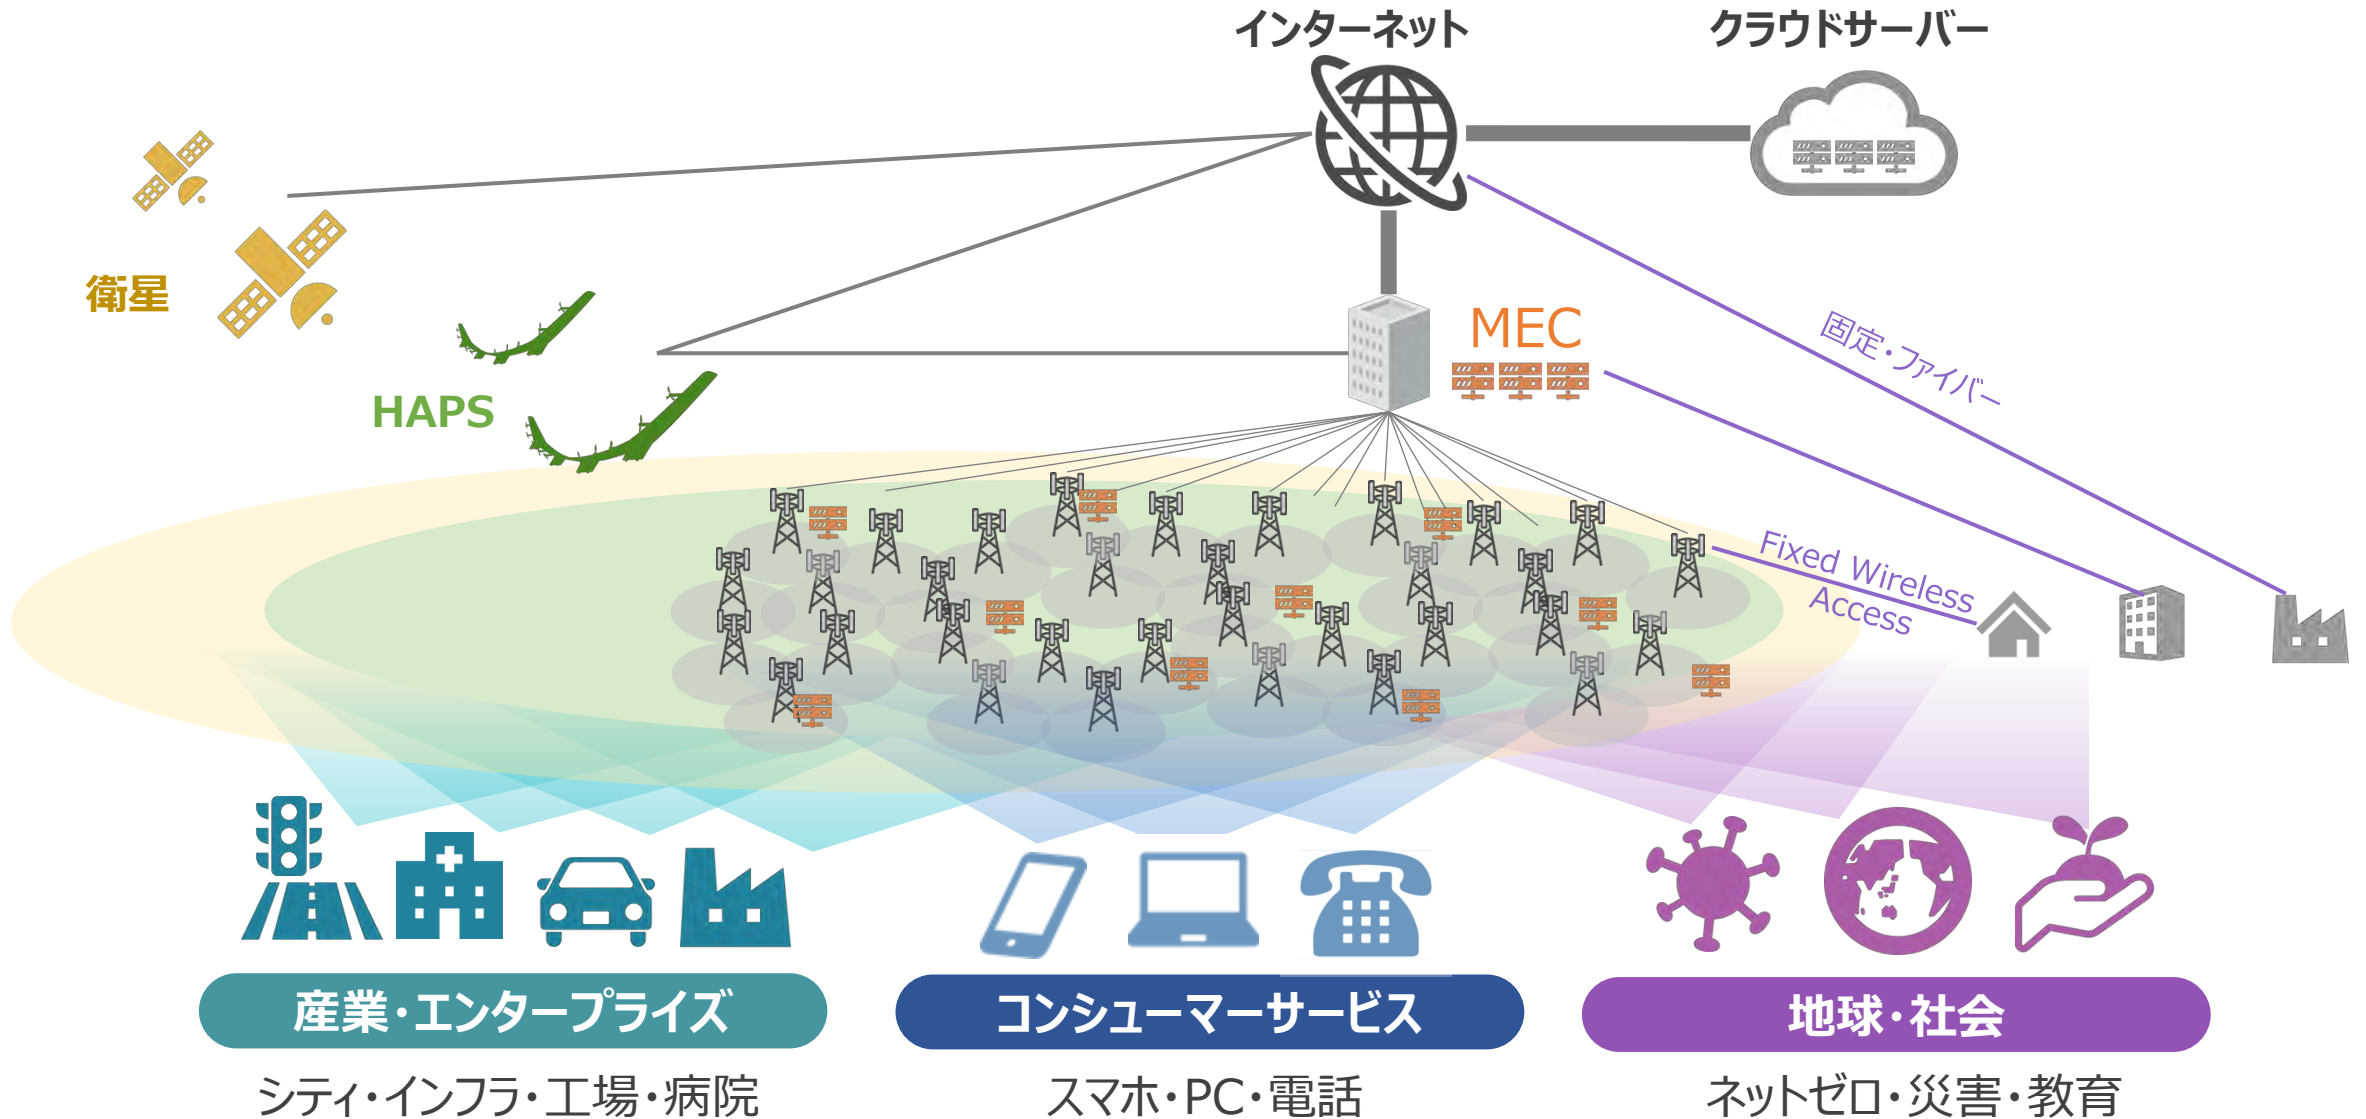 インターネット
クラウドサーバー
衛星
HAPS
MEC
固定・ファイバー
Fixed Wireless
Access
産業・エンタープライズ
コンシューマーサービス
地球・社会
シティ・インフラ・工場・病院
スマホ・PC・電話
ネットゼロ・災害・教育